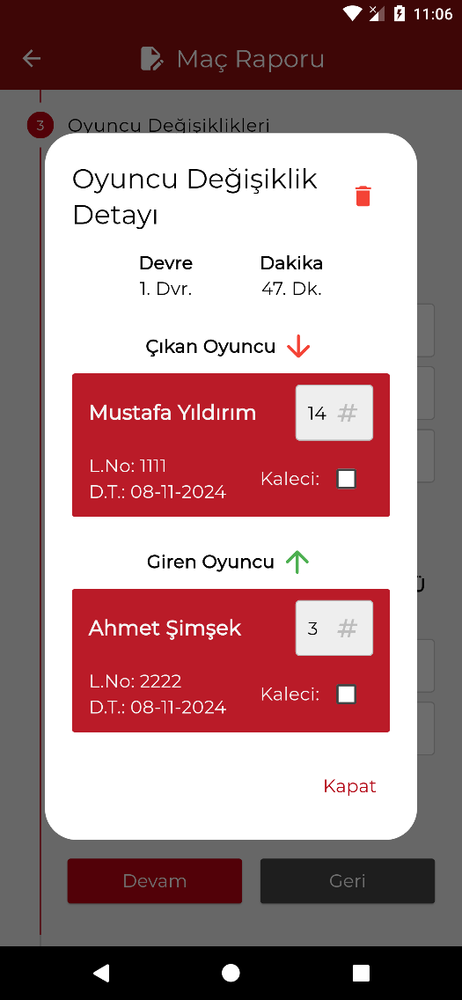 11:06
Maç Raporu
3 Oyuncu Değişiklikleri
Oyuncu Değişiklik
Detayı
Devre Dakika
1. Dvr. 47. Dk.
Çıkan Oyuncu
Mustafa Yıldırım 14 #
L.No: 1111
Kaleci:
D.T.: 08-11-2024
Giren Oyuncu
Ü
Ahmet Şimşek 3 #
L.No: 2222
Kaleci:
D.T.: 08-11-2024
Kapat
Devam Geri